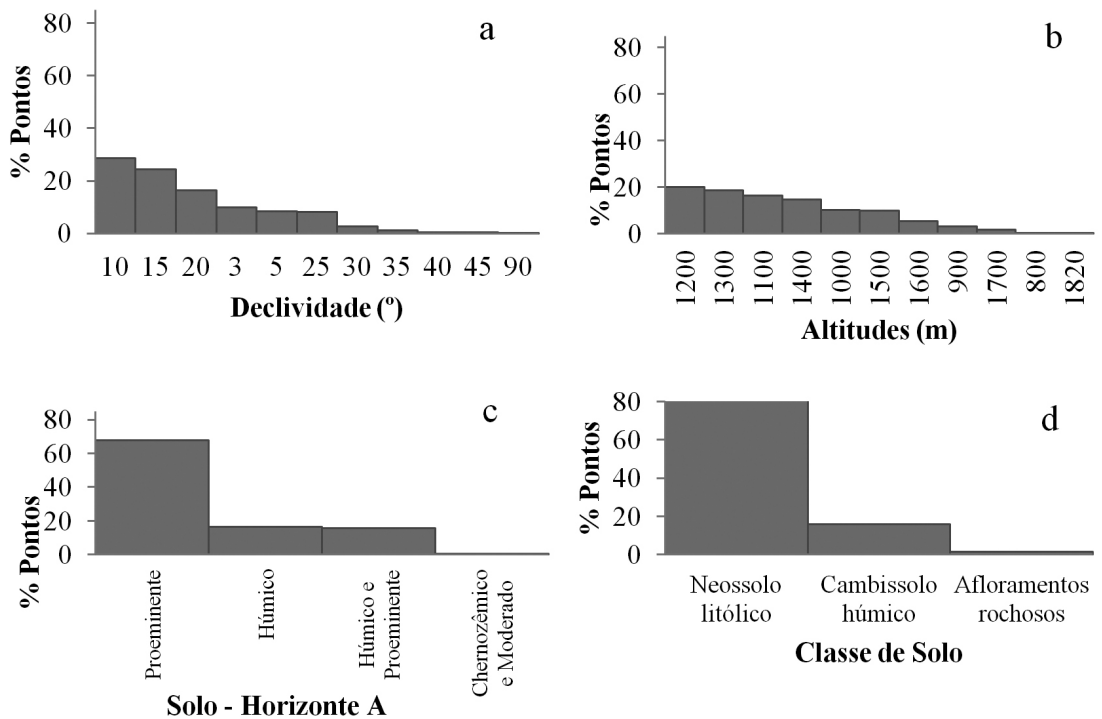 a
80
60
40
20
0
% Pontos
10 15 20 3 5 25 30 35 40 45 90
Declividade (º)
b
80
60
40
20
0
% Pontos
1200 1300 1100 1400 1000 1500 1600 900 1700 800 1820
Altitudes (m)
c
80
60
40
20
0
% Pontos
Proeminente
Húmico
Húmico e
Proeminente
Chernozêmico
e Moderado
Solo - Horizonte A
d
80
60
40
20
0
% Pontos
Neossolo Cambissolo Afloramentos
litólico húmico rochosos
Classe de Solo